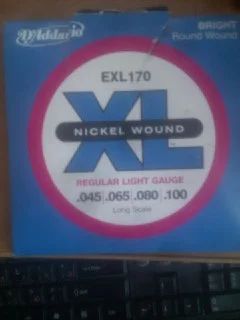 D'Addario
BRIGHT
Round Wound
EXL170
XL
NICKEL WOUND
REGULAR LIGHT GAUGE
.045 .065 .080 .100
Long Scale